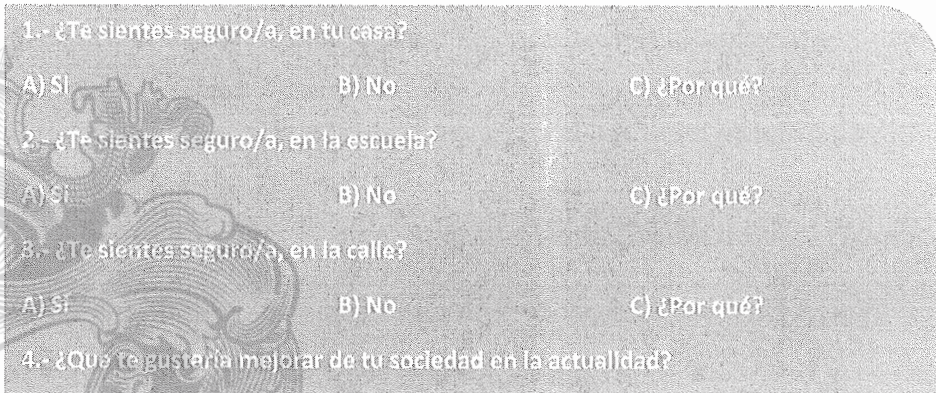 1.- ¿Te sientes seguro/a, en tu casa?
A) Si B) No C) ¿Por qué?
2.- ¿Te sientes seguro/a, en la escuela?
A) Si B) No C) ¿Por qué?
3.- ¿Te sientes seguro/a, en la calle?
A) Sí B) No C) ¿Por qué?
4.- ¿Que te gustaría mejorar de tu sociedad en la actualidad?